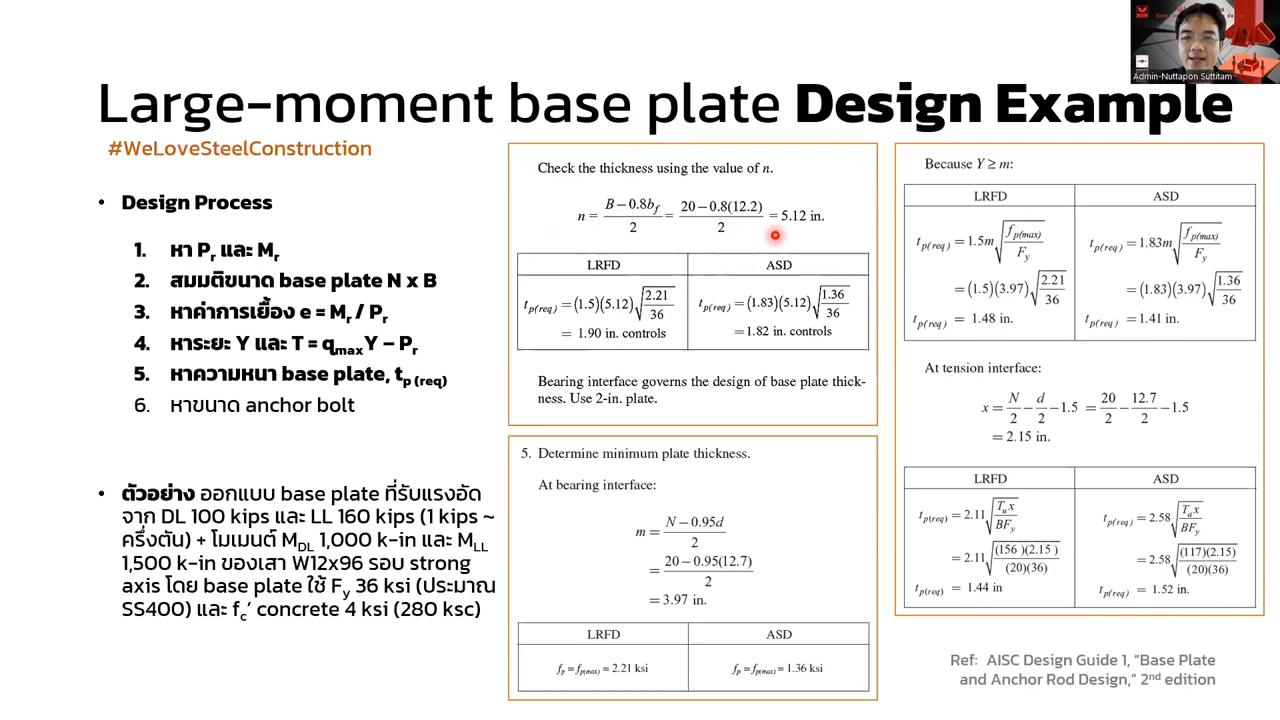 Admin-Nuttapon Suttitam
Large-moment base plate Design Example
#WeLoveSteelConstruction
• Design Process
1. หา Pr และ Mr
2. สมมติขนาด base plate N x B
3. หาค่าการเยื้อง e = Mr / Pr
4. หาระยะ Y และ T = qmaxY – Pr
5. หาความหนา base plate, tp (req)
6. หาขนาด anchor bolt
• ตัวอย่าง ออกแบบ base plate ที่รับแรงอัด
จาก DL 100 kips และ LL 160 kips (1 kips ~
ครึ่งตัน) + โมเมนต์ MDL 1,000 k-in และ MLL
1,500 k-in ของเสา W12x96 รอบ strong
axis โดย base plate ใช้ Fy 36 ksi (ประมาณ
SS400) และ fc’ concrete 4 ksi (280 ksc)
Check the thickness using the value of n.
n = (B – 0.8bf)/2 = (20 – 0.8(12.2))/2 = 5.12 in.
LRFD ASD
tp(req) = (1.5)(5.12)√(2.21/36) tp(req) = (1.83)(5.12)√(1.36/36)
= 1.90 in. controls =1.82 in. controls
Bearing interface governs the design of base plate thick-
ness. Use 2-in. plate.
5. Determine minimum plate thickness.
At bearing interface:
m = (N – 0.95d)/2
= (20 – 0.95(12.7))/2
= 3.97 in.
LRFD ASD
fp = fp(max) = 2.21 ksi fp = fp(max) = 1.36 ksi
Because Y ≥ m:
LRFD ASD
tp(req) = 1.5m√(fp(max)/Fy) tp(req) = 1.83m√(fp(max)/Fy)
= (1.5)(3.97)√(2.21/36) = (1.83)(3.97)√(1.36/36)
tp(req) = 1.48 in. tp(req) =1.41 in.
At tension interface:
x = N/2 – d/2 – 1.5 = 20/2 – 12.7/2 – 1.5
= 2.15 in.
LRFD ASD
tp(req) = 2.11√(Tux/BFy) tp(req) = 2.58√(Tax/BFy)
= 2.11√((156 )(2.15 )/(20)(36)) = 2.58√((117)(2.15)/(20)(36))
tp(req) = 1.44 in tp(req) = 1.52 in.
Ref: AISC Design Guide 1, “Base Plate
and Anchor Rod Design,” 2nd edition